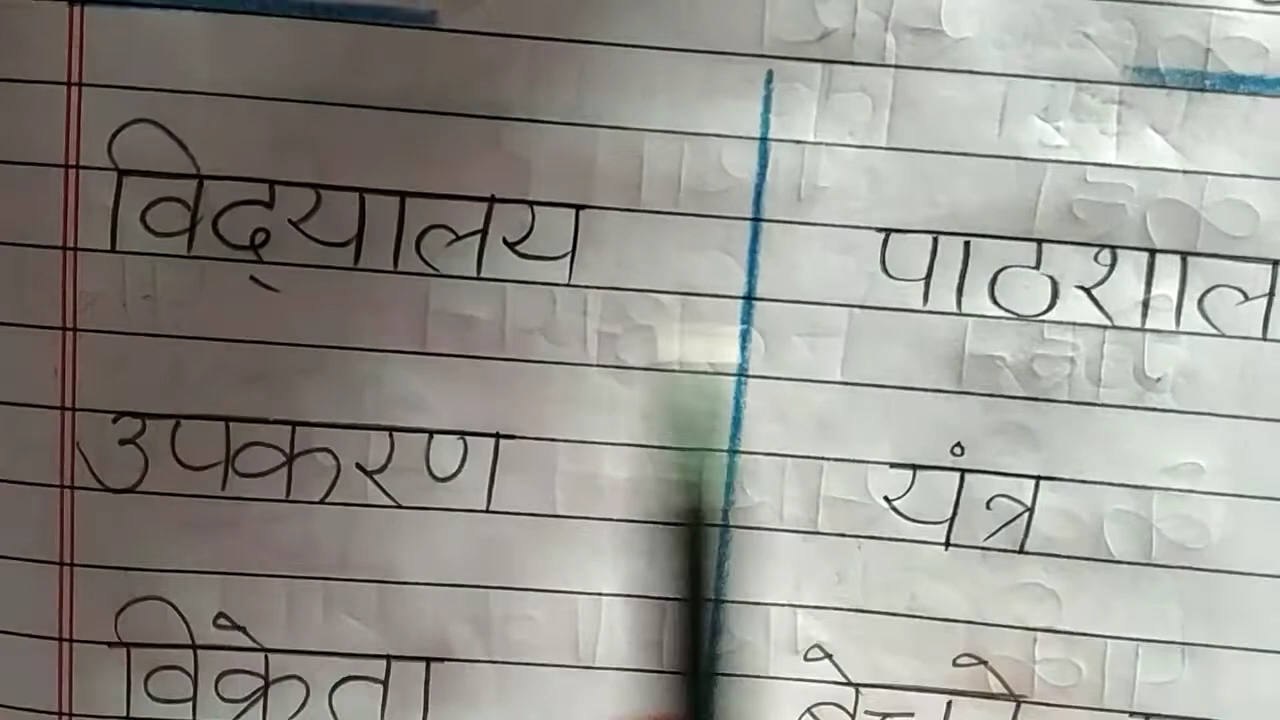 विद्यालय पाठशाल
उपकरण यंत्र
विक्रेता